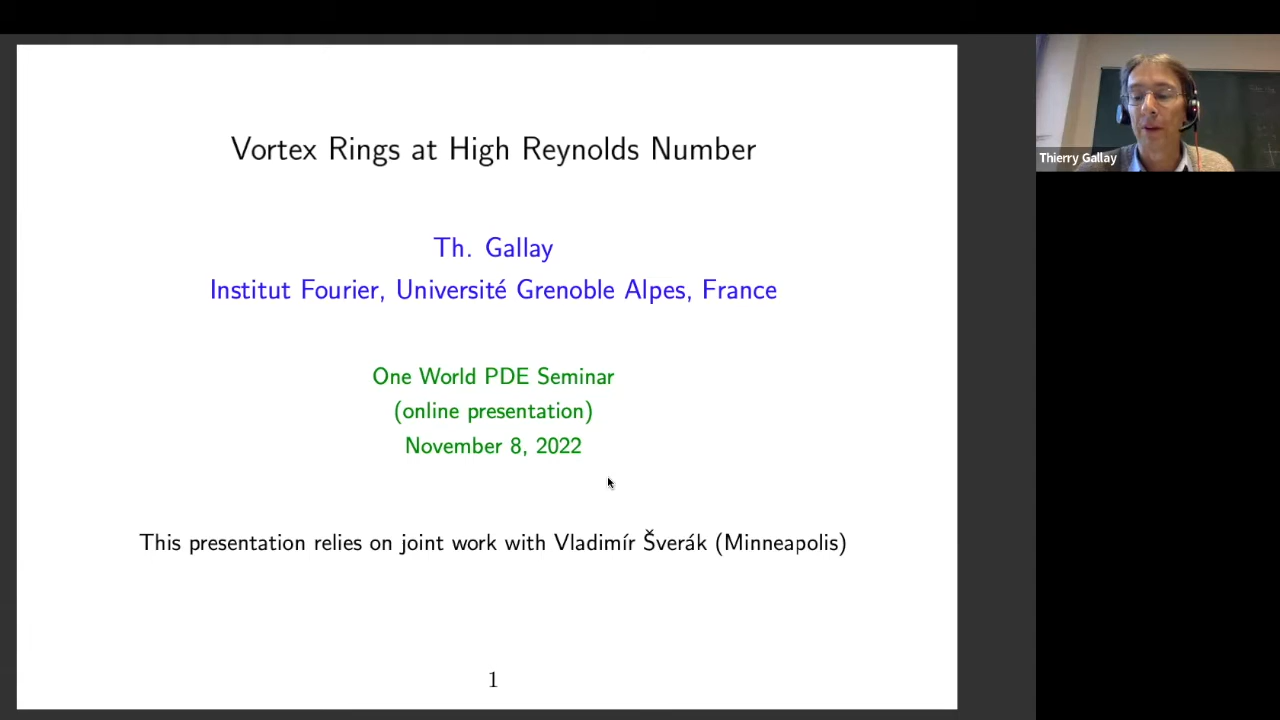 Vortex Rings at High Reynolds Number
Th. Gallay
Institut Fourier, Université Grenoble Alpes, France
One World PDE Seminar
(online presentation)
November 8, 2022
This presentation relies on joint work with Vladimír Šverák (Minneapolis)
1
Thierry Gallay